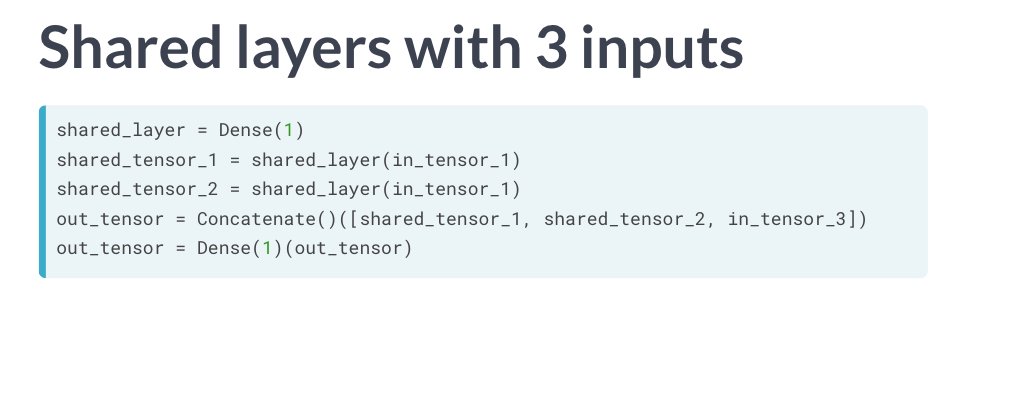 Shared layers with 3 inputs
shared_layer = Dense(1)
shared_tensor_1 = shared_layer(in_tensor_1)
shared_tensor_2 = shared_layer(in_tensor_1)
out_tensor = Concatenate()([shared_tensor_1, shared_tensor_2, in_tensor_3])
out_tensor = Dense(1)(out_tensor)